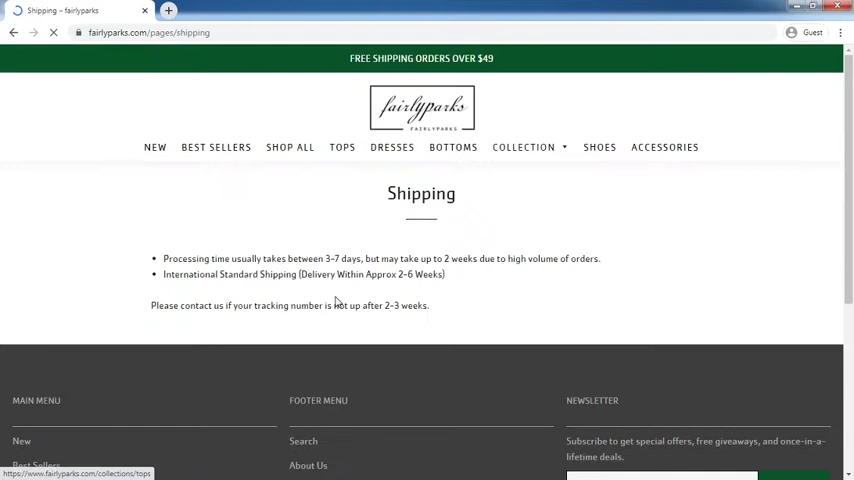 Shipping – fairlyparks
fairlyparks.com/pages/shipping
Guest
FREE SHIPPING ORDERS OVER $49
fairlyparks
FAIRLYPARKS
NEW BEST SELLERS SHOP ALL TOPS DRESSES BOTTOMS COLLECTION SHOES ACCESSORIES
Shipping
• Processing time usually takes between 3-7 days, but may take up to 2 weeks due to high volume of orders.
• International Standard Shipping (Delivery Within Approx 2-6 Weeks)
Please contact us if your tracking number is not up after 2-3 weeks.
MAIN MENU
New
Best Sellers
FOOTER MENU
Search
About Us
NEWSLETTER
Subscribe to get special offers, free giveaways, and once-in-a-
lifetime deals.
https://www.fairlyparks.com/collections/tops